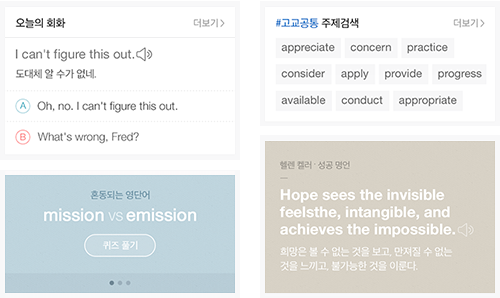 오늘의 회화 더보기 >
I can't figure this out.
도대체 알 수가 없네.
A Oh, no. I can't figure this out.
B What's wrong, Fred?
혼동되는 영단어
mission vs emission
퀴즈 풀기
#고교공통 주제검색 더보기 >
appreciate concern practice
consider apply provide progress
available conduct appropriate
헬렌 켈러 · 성공 명언
Hope sees the invisible
feelsthe, intangible, and
achieves the impossible.
희망은 볼 수 없는 것을 보고, 만져질 수 없는
것을 느끼고, 불가능한 것을 이룬다.